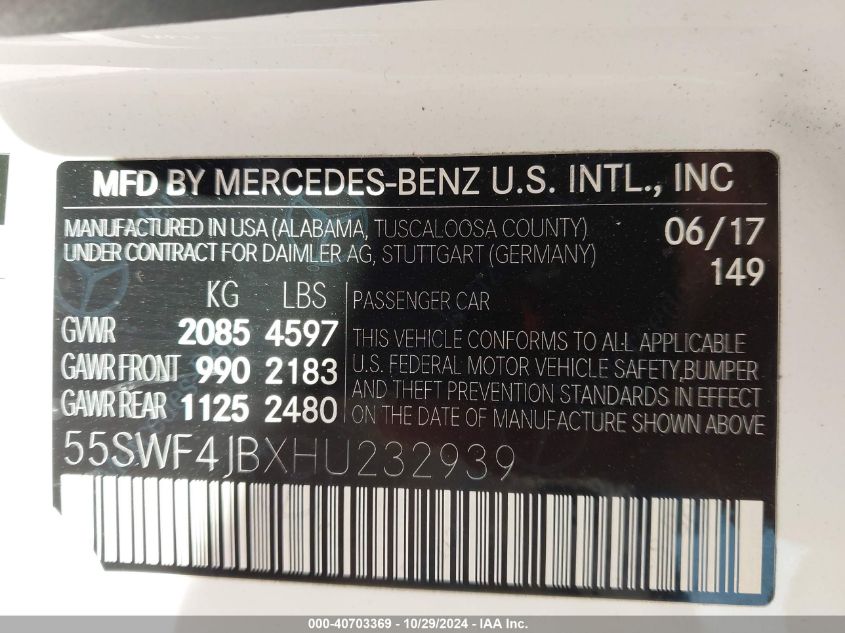 MFD BY MERCEDES-BENZ U.S. INTL., INC
MANUFACTURED IN USA (ALABAMA, TUSCALOOSA COUNTY)
UNDER CONTRACT FOR DAIMLER AG, STUTTGART (GERMANY)
06/17
149
KG LBS
GVWR 2085 4597
GAWR FRONT 990 2183
GAWR REAR 1125 2480
PASSENGER CAR
THIS VEHICLE CONFORMS TO ALL APPLICABLE
U.S. FEDERAL MOTOR VEHICLE SAFETY,BUMPER
AND THEFT PREVENTION STANDARDS IN EFFECT
ON THE DATE OF MANUFACTURE SHOWN ABOVE
55SWF4JBXHU232939
000-40703369 - 10/29/2024 - IAA Inc.